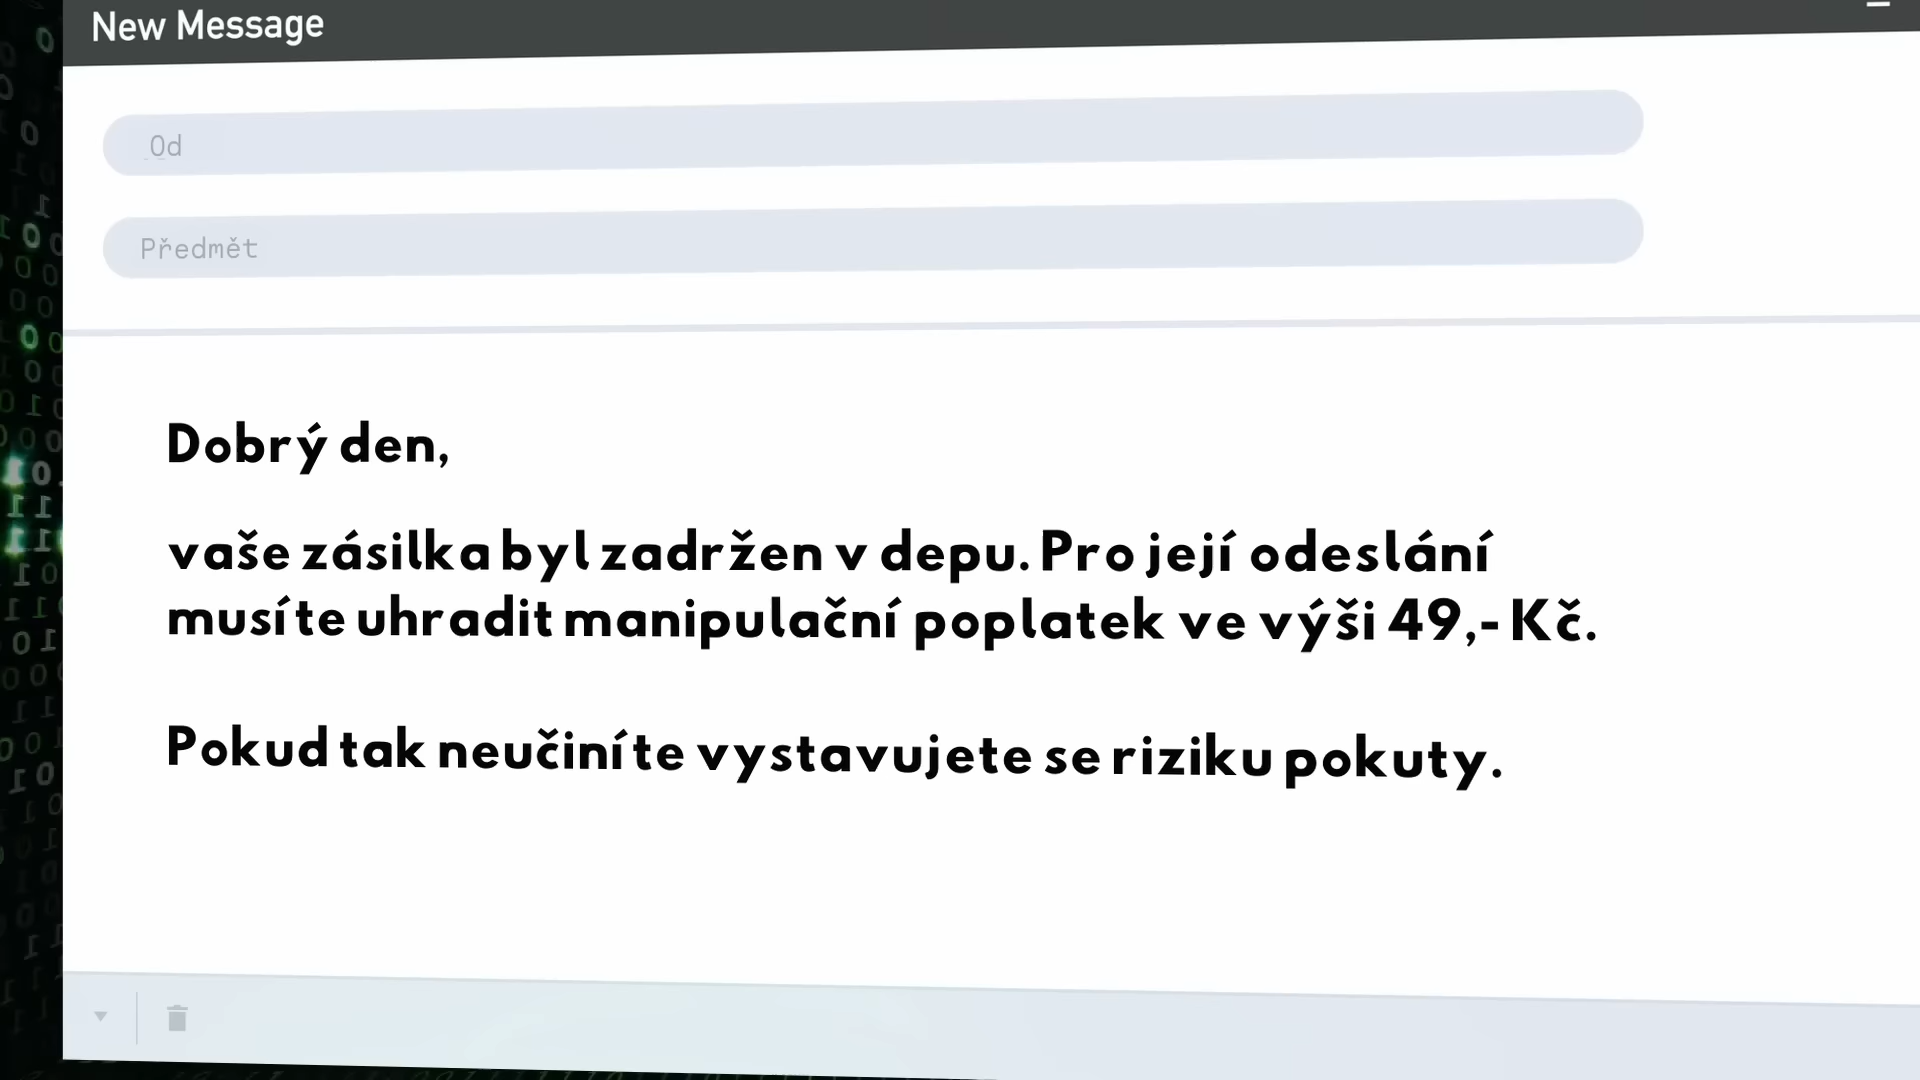 New Message
Od
Předmět
Dobrý den,
vaše zásilka byl zadržen v depu. Pro její odeslání
musíte uhradit manipulační poplatek ve výši 49,- Kč.
Pokud tak neučiníte vystavujete se riziku pokuty.